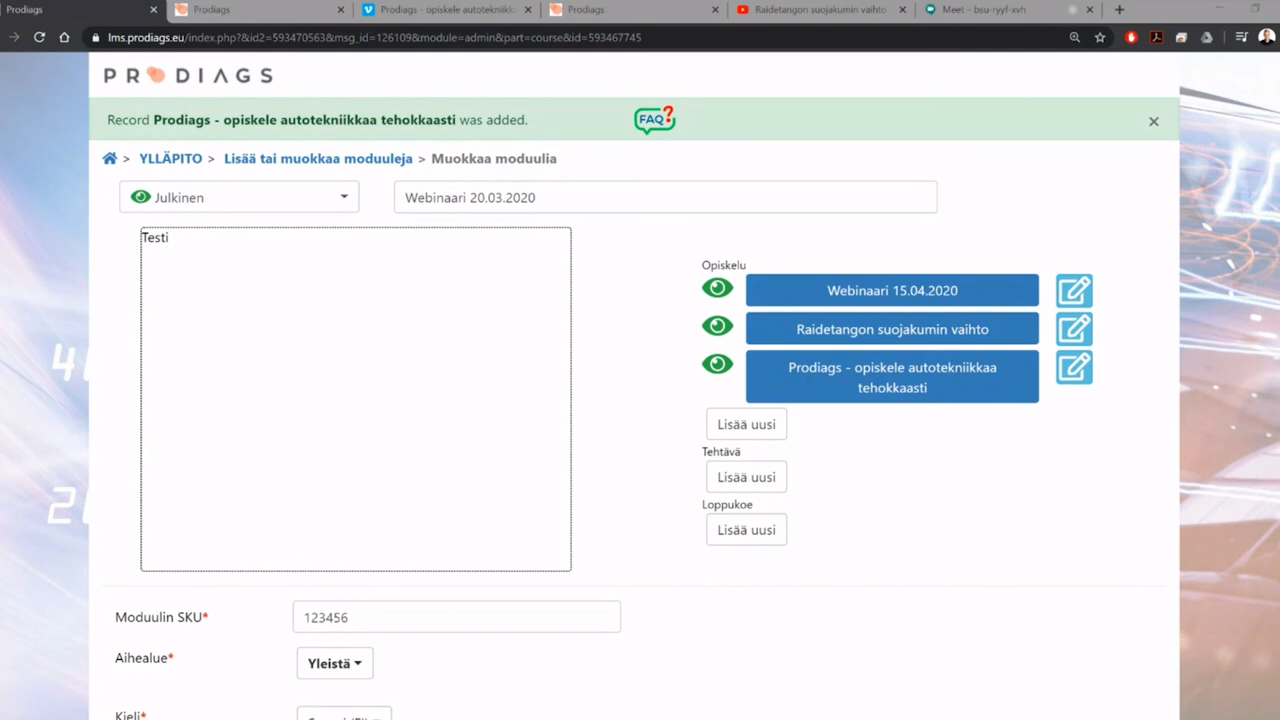 Prodiags
Prodiags
Prodiags - opiskele autotekniikk
Prodiags
Raidetangon suojakumin vaihto
Meet – bsu-ryyf-xvh
lms.prodiags.eu/index.php?&id2=593470563&msg_id=126109&module=admin&part=course&id=593467745
PRODIAGS
Record Prodiags - opiskele autotekniikkaa tehokkaasti was added.
FAQ?
> YLLÄPITO > Lisää tai muokkaa moduuleja > Muokkaa moduulia
Julkinen
Webinaari 20.03.2020
Testi
Opiskelu
Webinaari 15.04.2020
Raidetangon suojakumin vaihto
Prodiags - opiskele autotekniikkaa
tehokkaasti
Lisää uusi
Tehtävä
Lisää uusi
Loppukoe
Lisää uusi
Moduulin SKU*
123456
Aihealue*
Yleistä
Kieli*